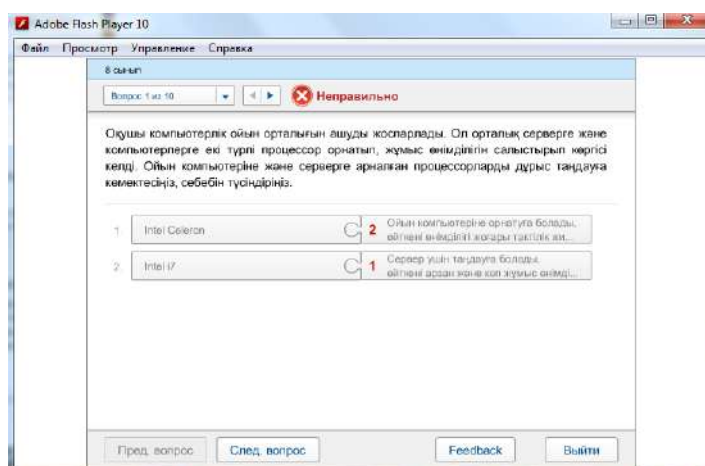 Adobe Flash Player 10
Файл Просмотр Управление Справка
8 сынып
Вопрос 1 из 10
Неправильно
Оқушы компьютерлік ойын орталығын ашуды жоспарлады. Ол орталық серверге және
компьютерлерге екі түрлі процессор орнатып, жұмыс өнімділігін салыстырып көргісі
келді. Ойын компьютеріне және серверге арналған процессорларды дұрыс таңдауға
көмектесіңіз, себебін түсіндіріңіз.
1. Intel Celeron
2 Ойын компьютеріне орнатуға болады,
өйткені өнімділігі жоғары тактілік жи...
2. Intel i7
1 Сервер үшін таңдауға болады,
өйткені арзан және көп жұмыс өнімді...
Пред. вопрос
След. вопрос
Feedback
Выйти